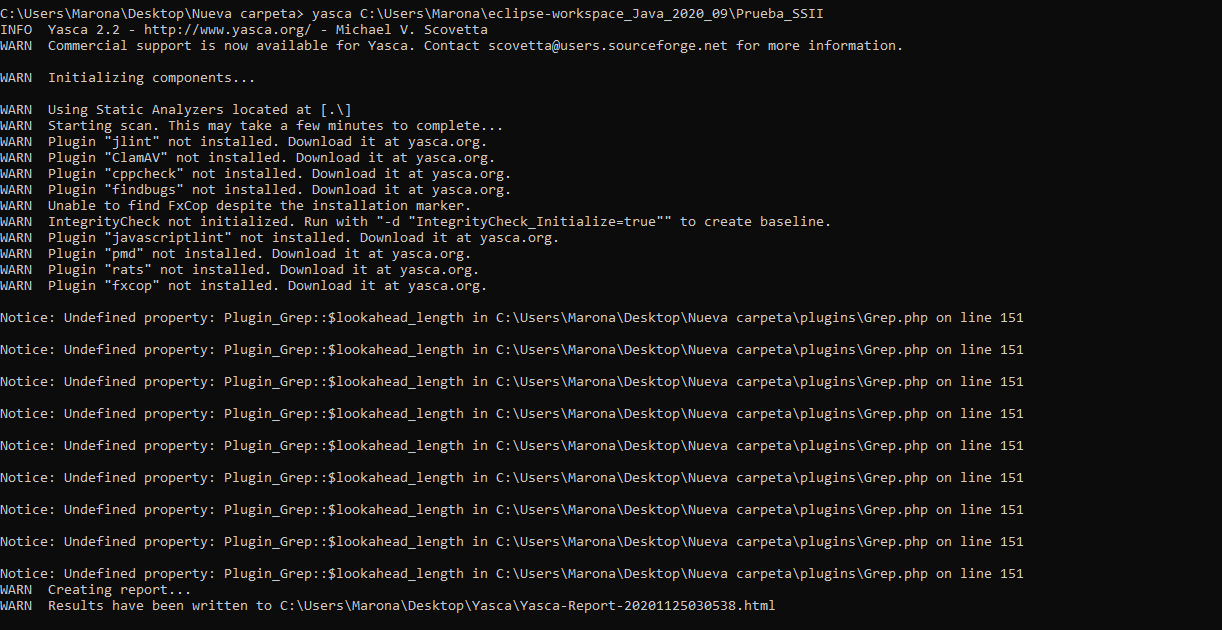 C:\Users\Marona\Desktop\Nueva carpeta> yasca C:\Users\Marona\eclipse-workspace_Java_2020_09\Prueba_SSII
INFO  Yasca 2.2 - http://www.yasca.org/ - Michael V. Scovetta
WARN  Commercial support is now available for Yasca. Contact scovetta@users.sourceforge.net for more information.
WARN  Initializing components...
WARN  Using Static Analyzers located at [.\]
WARN  Starting scan. This may take a few minutes to complete...
WARN  Plugin "jlint" not installed. Download it at yasca.org.
WARN  Plugin "ClamAV" not installed. Download it at yasca.org.
WARN  Plugin "cppcheck" not installed. Download it at yasca.org.
WARN  Plugin "findbugs" not installed. Download it at yasca.org.
WARN  Unable to find FxCop despite the installation marker.
WARN  IntegrityCheck not initialized. Run with "-d "IntegrityCheck_Initialize=true"" to create baseline.
WARN  Plugin "javascriptlint" not installed. Download it at yasca.org.
WARN  Plugin "pmd" not installed. Download it at yasca.org.
WARN  Plugin "rats" not installed. Download it at yasca.org.
WARN  Plugin "fxcop" not installed. Download it at yasca.org.
Notice: Undefined property: Plugin_Grep::$lookahead_length in C:\Users\Marona\Desktop\Nueva carpeta\plugins\Grep.php on line 151
Notice: Undefined property: Plugin_Grep::$lookahead_length in C:\Users\Marona\Desktop\Nueva carpeta\plugins\Grep.php on line 151
Notice: Undefined property: Plugin_Grep::$lookahead_length in C:\Users\Marona\Desktop\Nueva carpeta\plugins\Grep.php on line 151
Notice: Undefined property: Plugin_Grep::$lookahead_length in C:\Users\Marona\Desktop\Nueva carpeta\plugins\Grep.php on line 151
Notice: Undefined property: Plugin_Grep::$lookahead_length in C:\Users\Marona\Desktop\Nueva carpeta\plugins\Grep.php on line 151
Notice: Undefined property: Plugin_Grep::$lookahead_length in C:\Users\Marona\Desktop\Nueva carpeta\plugins\Grep.php on line 151
Notice: Undefined property: Plugin_Grep::$lookahead_length in C:\Users\Marona\Desktop\Nueva carpeta\plugins\Grep.php on line 151
Notice: Undefined property: Plugin_Grep::$lookahead_length in C:\Users\Marona\Desktop\Nueva carpeta\plugins\Grep.php on line 151
Notice: Undefined property: Plugin_Grep::$lookahead_length in C:\Users\Marona\Desktop\Nueva carpeta\plugins\Grep.php on line 151
WARN  Creating report...
WARN  Results have been written to C:\Users\Marona\Desktop\Yasca\Yasca-Report-20201125030538.html